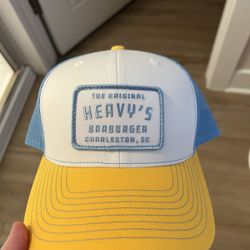 THE ORIGINAL
HEAVY'S
BARBURGER
CHARLESTON, SC